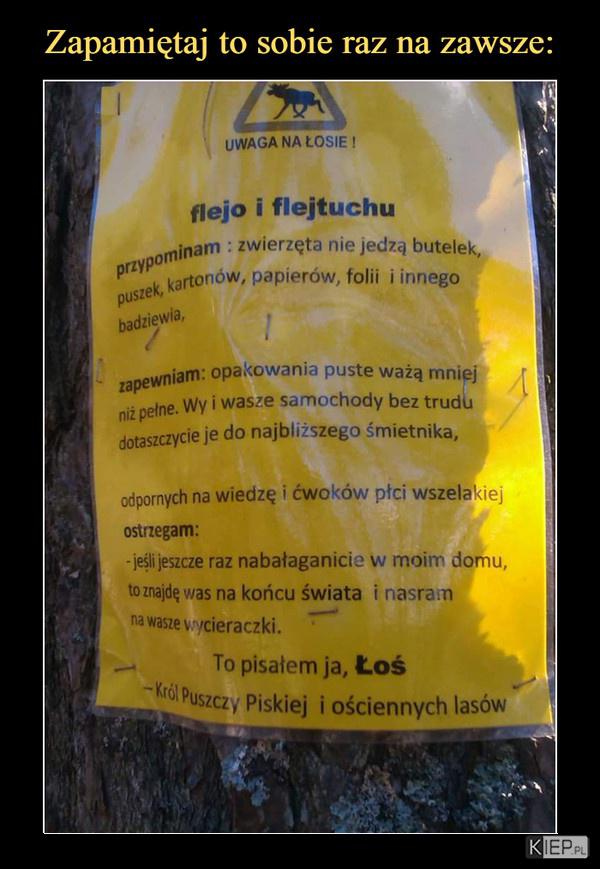 Zapamiętaj to sobie raz na zawsze:
UWAGA NA ŁOSIE !
flejo i flejtuchu
przypominam : zwierzęta nie jedzą butelek,
puszek, kartonów, papierów, folii i innego
badziewia,
zapewniam: opakowania puste ważą mniej
niż pełne. Wy i wasze samochody bez trudu
dotaszczycie je do najbliższego śmietnika,
odpornych na wiedzę i ćwoków płci wszelakiej
ostrzegam:
- jeśli jeszcze raz nabałaganicie w moim domu,
to znajdę was na końcu świata i nasram
na wasze wycieraczki.
To pisałem ja, Łoś
– Król Puszczy Piskiej i ościennych lasów
KIEP.PL